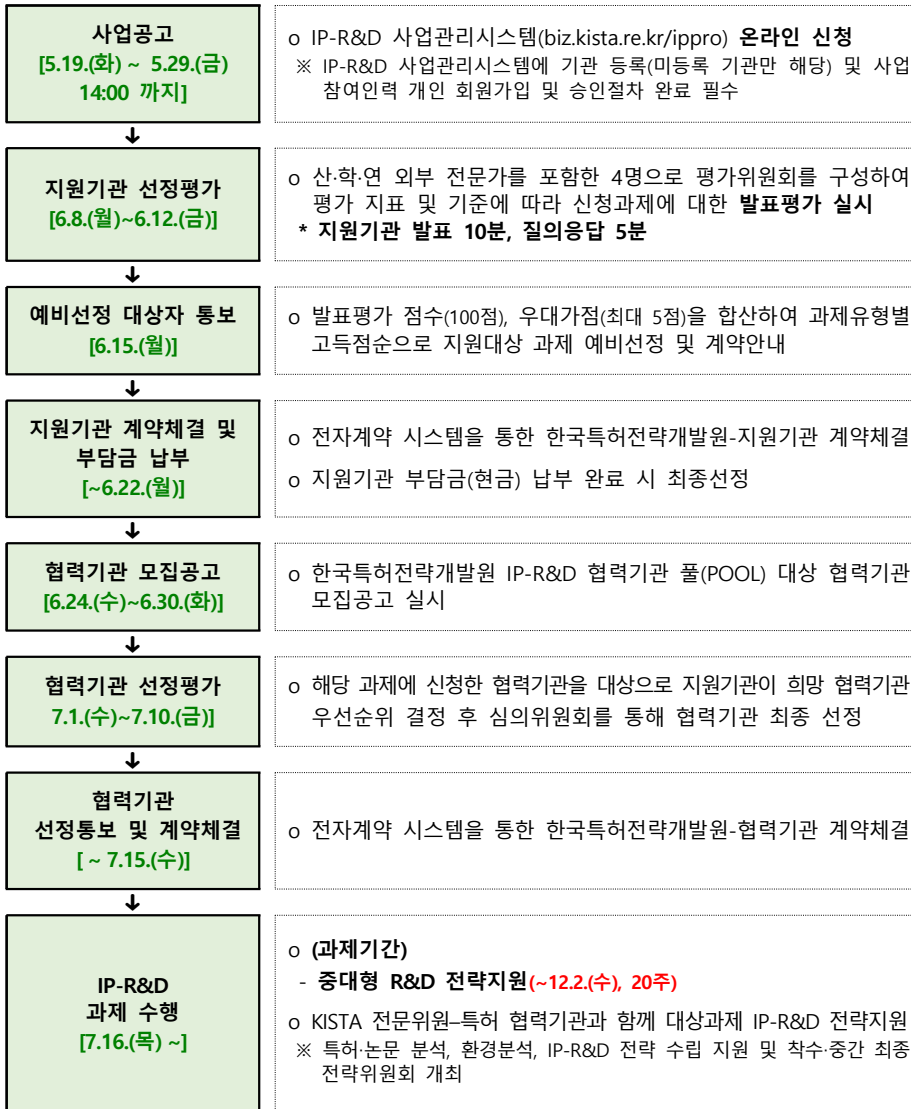 사업공고
[5.19.(화) ~ 5.29.(금)
14:00 까지]
o IP-R&D 사업관리시스템(biz.kista.re.kr/ippro) 온라인 신청
※ IP-R&D 사업관리시스템에 기관 등록(미등록 기관만 해당) 및 사업
참여인력 개인 회원가입 및 승인절차 완료 필수
↓
지원기관 선정평가
[6.8.(월)~6.12.(금)]
o 산·학·연 외부 전문가를 포함한 4명으로 평가위원회를 구성하여
평가 지표 및 기준에 따라 신청과제에 대한 발표평가 실시
* 지원기관 발표 10분, 질의응답 5분
↓
예비선정 대상자 통보
[6.15.(월)]
o 발표평가 점수(100점), 우대가점(최대 5점)을 합산하여 과제유형별
고득점순으로 지원대상 과제 예비선정 및 계약안내
↓
지원기관 계약체결 및
부담금 납부
[~6.22.(월)]
o 전자계약 시스템을 통한 한국특허전략개발원-지원기관 계약체결
o 지원기관 부담금(현금) 납부 완료 시 최종선정
↓
협력기관 모집공고
[6.24.(수)~6.30.(화)]
o 한국특허전략개발원 IP-R&D 협력기관 풀(POOL) 대상 협력기관
모집공고 실시
↓
협력기관 선정평가
7.1.(수)~7.10.(금)]
o 해당 과제에 신청한 협력기관을 대상으로 지원기관이 희망 협력기관
우선순위 결정 후 심의위원회를 통해 협력기관 최종 선정
↓
협력기관
선정통보 및 계약체결
[ ~ 7.15.(수)]
o 전자계약 시스템을 통한 한국특허전략개발원-협력기관 계약체결
↓
IP-R&D
과제 수행
[7.16.(목) ~]
o (과제기간)
- 중대형 R&D 전략지원(~12.2.(수), 20주)
o KISTA 전문위원–특허 협력기관과 함께 대상과제 IP-R&D 전략지원
※ 특허·논문 분석, 환경분석, IP-R&D 전략 수립 지원 및 착수·중간 최종
전략위원회 개최